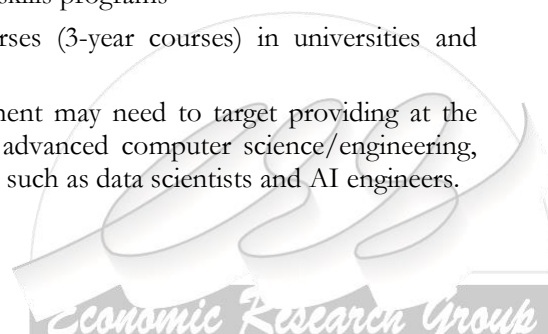 skills programs
rses (3-year courses) in universities and
ment may need to target providing at the
advanced computer science/engineering,
such as data scientists and AI engineers.
Economic Research Group